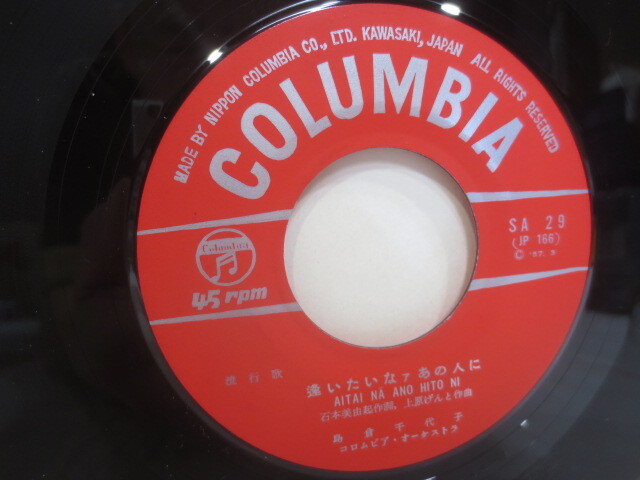 MADE BY NIPPON COLUMBIA CO., LTD. KAWASAKI, JAPAN ALL RIGHTS RESERVED
COLUMBIA
Columbia
45 rpm
SA 29
(JP 166)
© '57. 3.
流行歌
逢いたいなァあの人に
AITAI NÀ ANO HITO NI
石本美由起作詞、上原げんと作曲
島倉千代子
コロムビア・オーケストラ